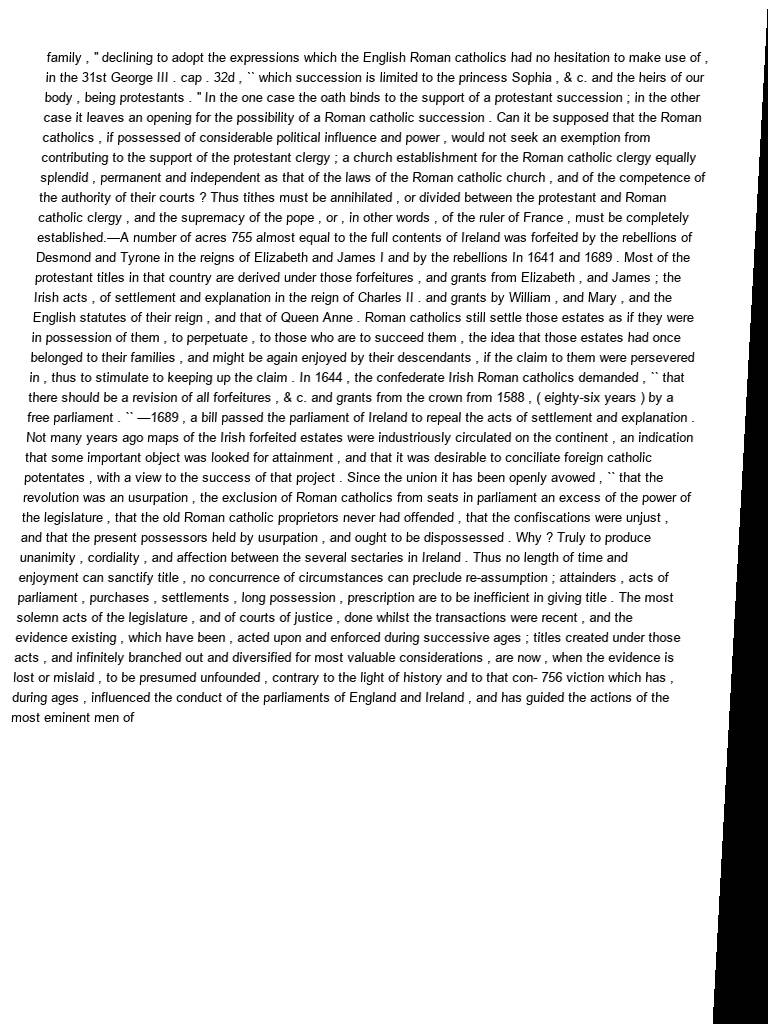 family , " declining to adopt the expressions which the English Roman catholics had no hesitation to make use of ,
in the 31st George III . cap . 32d , `` which succession is limited to the princess Sophia , & c. and the heirs of our
body , being protestants . " In the one case the oath binds to the support of a protestant succession ; in the other
case it leaves an opening for the possibility of a Roman catholic succession . Can it be supposed that the Roman
catholics , if possessed of considerable political influence and power , would not seek an exemption from
contributing to the support of the protestant clergy ; a church establishment for the Roman catholic clergy equally
splendid , permanent and independent as that of the laws of the Roman catholic church , and of the competence of
the authority of their courts ? Thus tithes must be annihilated , or divided between the protestant and Roman
catholic clergy , and the supremacy of the pope , or , in other words , of the ruler of France , must be completely
established.—A number of acres 755 almost equal to the full contents of Ireland was forfeited by the rebellions of
Desmond and Tyrone in the reigns of Elizabeth and James I and by the rebellions In 1641 and 1689 . Most of the
protestant titles in that country are derived under those forfeitures , and grants from Elizabeth , and James ; the
Irish acts , of settlement and explanation in the reign of Charles II . and grants by William , and Mary , and the
English statutes of their reign , and that of Queen Anne . Roman catholics still settle those estates as if they were
in possession of them , to perpetuate , to those who are to succeed them , the idea that those estates had once
belonged to their families , and might be again enjoyed by their descendants , if the claim to them were persevered
in , thus to stimulate to keeping up the claim . In 1644 , the confederate Irish Roman catholics demanded , `` that
there should be a revision of all forfeitures , & c. and grants from the crown from 1588 , ( eighty-six years ) by a
free parliament . `` —1689 , a bill passed the parliament of Ireland to repeal the acts of settlement and explanation .
Not many years ago maps of the Irish forfeited estates were industriously circulated on the continent , an indication
that some important object was looked for attainment , and that it was desirable to conciliate foreign catholic
potentates , with a view to the success of that project . Since the union it has been openly avowed , `` that the
revolution was an usurpation , the exclusion of Roman catholics from seats in parliament an excess of the power of
the legislature , that the old Roman catholic proprietors never had offended , that the confiscations were unjust ,
and that the present possessors held by usurpation , and ought to be dispossessed . Why ? Truly to produce
unanimity , cordiality , and affection between the several sectaries in Ireland . Thus no length of time and
enjoyment can sanctify title , no concurrence of circumstances can preclude re-assumption ; attainders , acts of
parliament , purchases , settlements , long possession , prescription are to be inefficient in giving title . The most
solemn acts of the legislature , and of courts of justice , done whilst the transactions were recent , and the
evidence existing , which have been , acted upon and enforced during successive ages ; titles created under those
acts , and infinitely branched out and diversified for most valuable considerations , are now , when the evidence is
lost or mislaid , to be presumed unfounded , contrary to the light of history and to that con- 756 viction which has ,
during ages , influenced the conduct of the parliaments of England and Ireland , and has guided the actions of the
most eminent men of